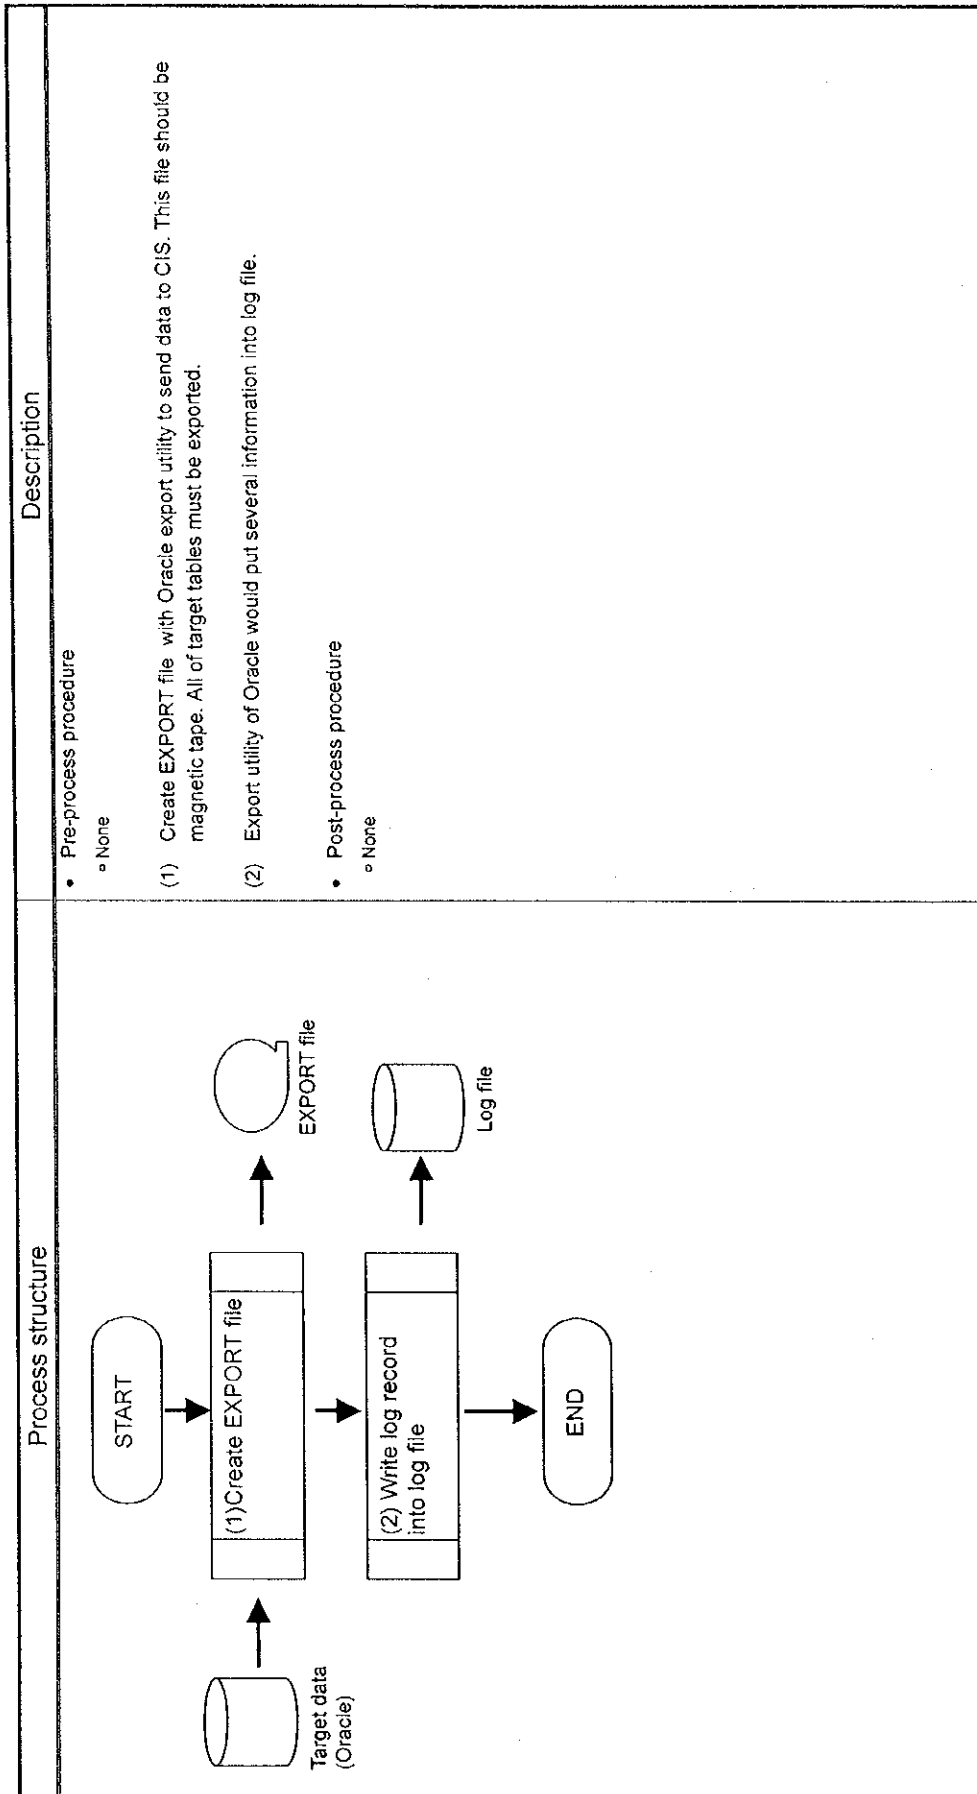 Process structure
Description
START
(1)Create EXPORT file
EXPORT file
Target data
(Oracle)
(2) Write log record
into log file
Log file
END
• Pre-process procedure
o None
(1) Create EXPORT file with Oracle export utility to send data to CIS. This file should be
magnetic tape. All of target tables must be exported.
(2) Export utility of Oracle would put several information into log file.
• Post-process procedure
o None